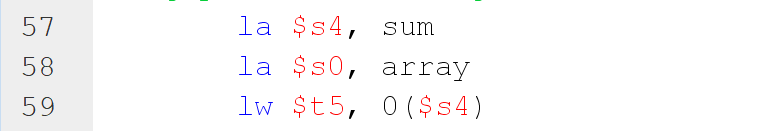 57 la $s4, sum
58 la $s0, array
59 lw $t5, 0($s4)